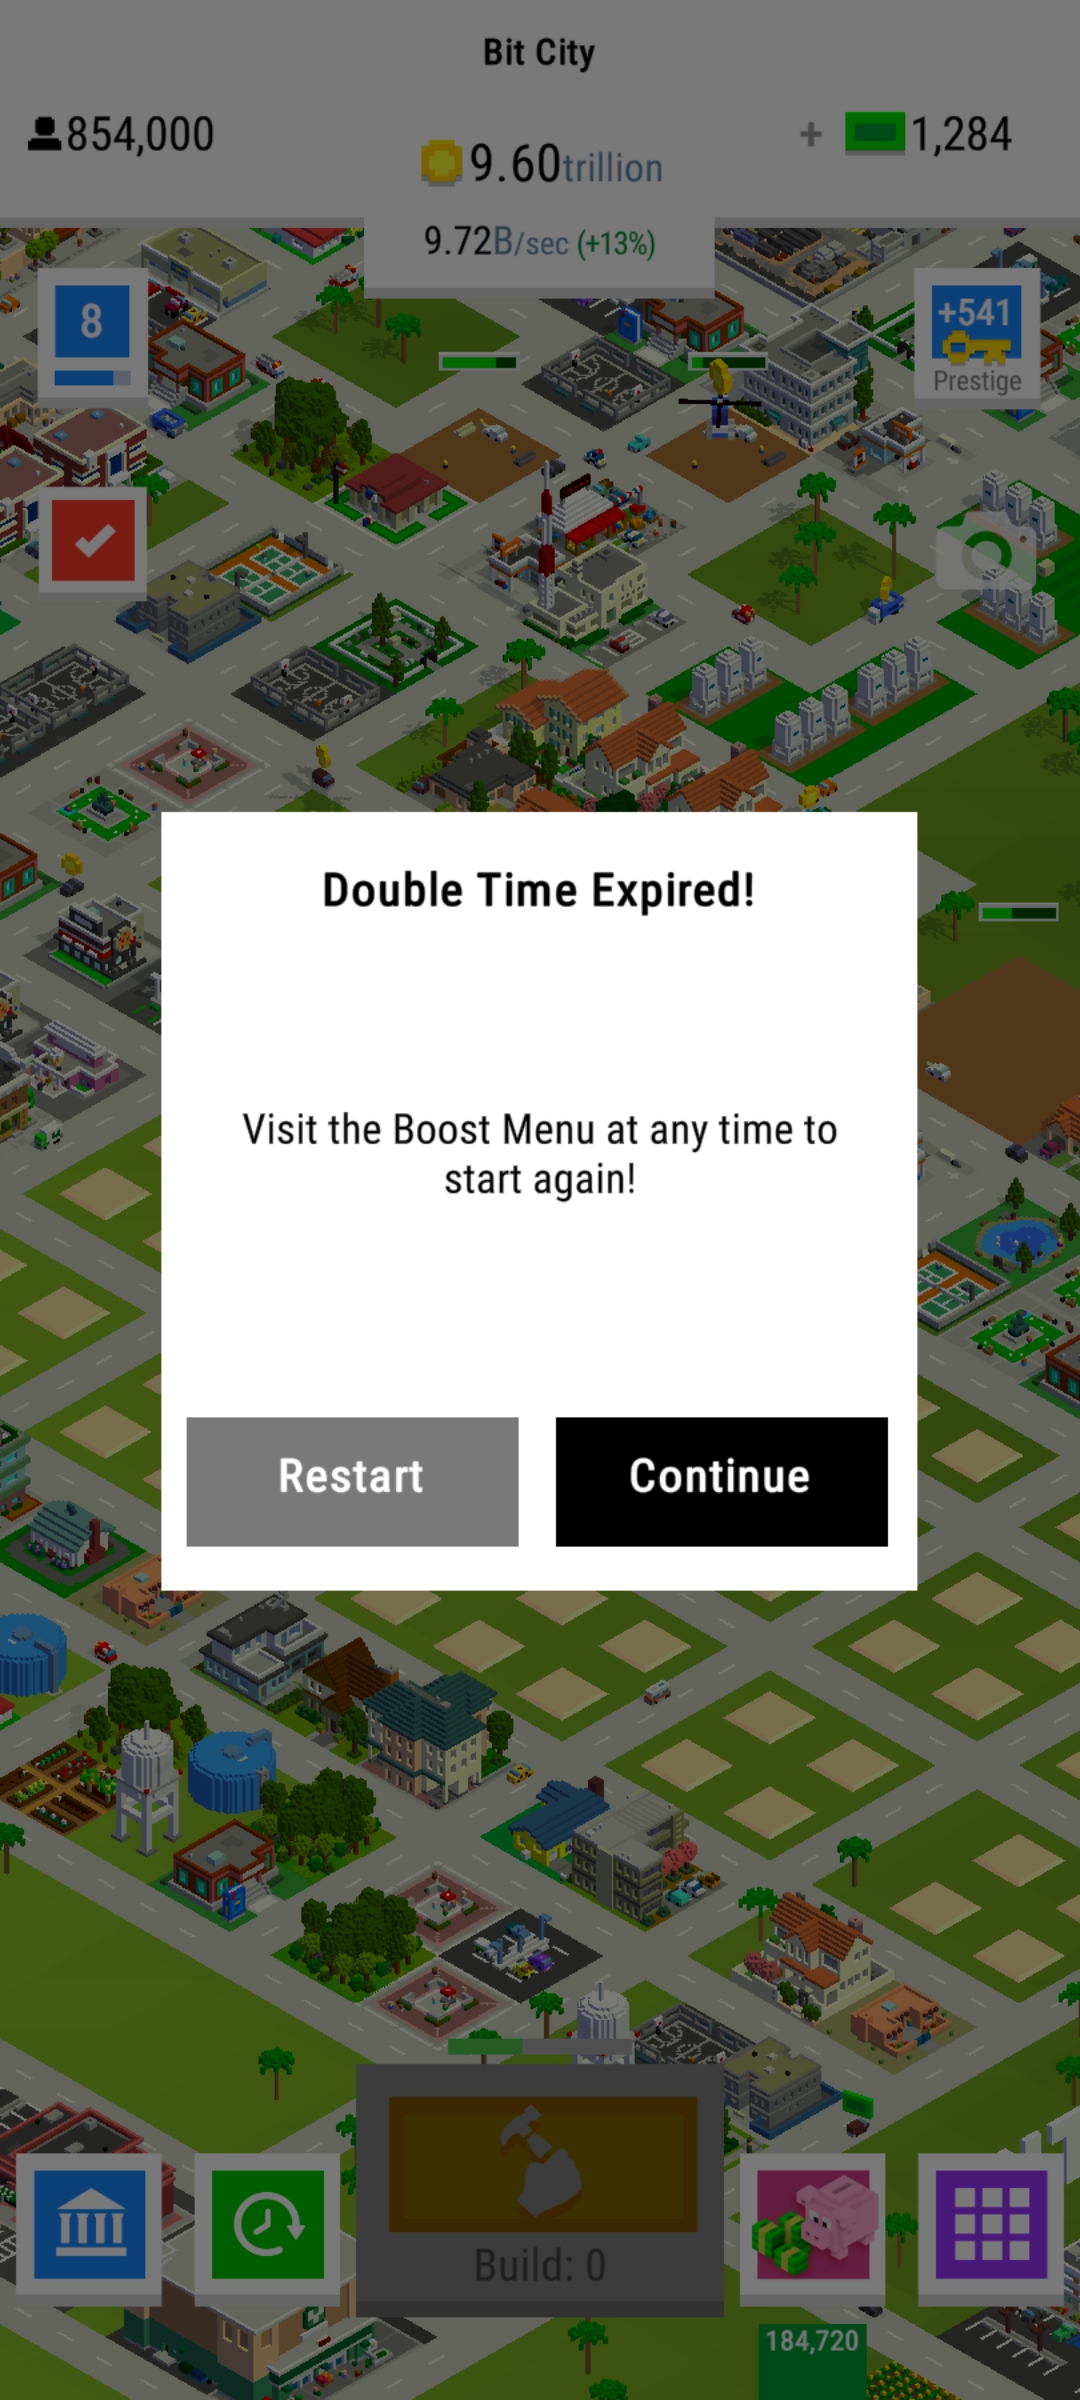 Bit City
854,000
9.60trillion
+ 1,284
9.72B/sec (+13%)
8
+541
Prestige
Double Time Expired!
Visit the Boost Menu at any time to
start again!
Restart
Continue
Build: 0
184,720